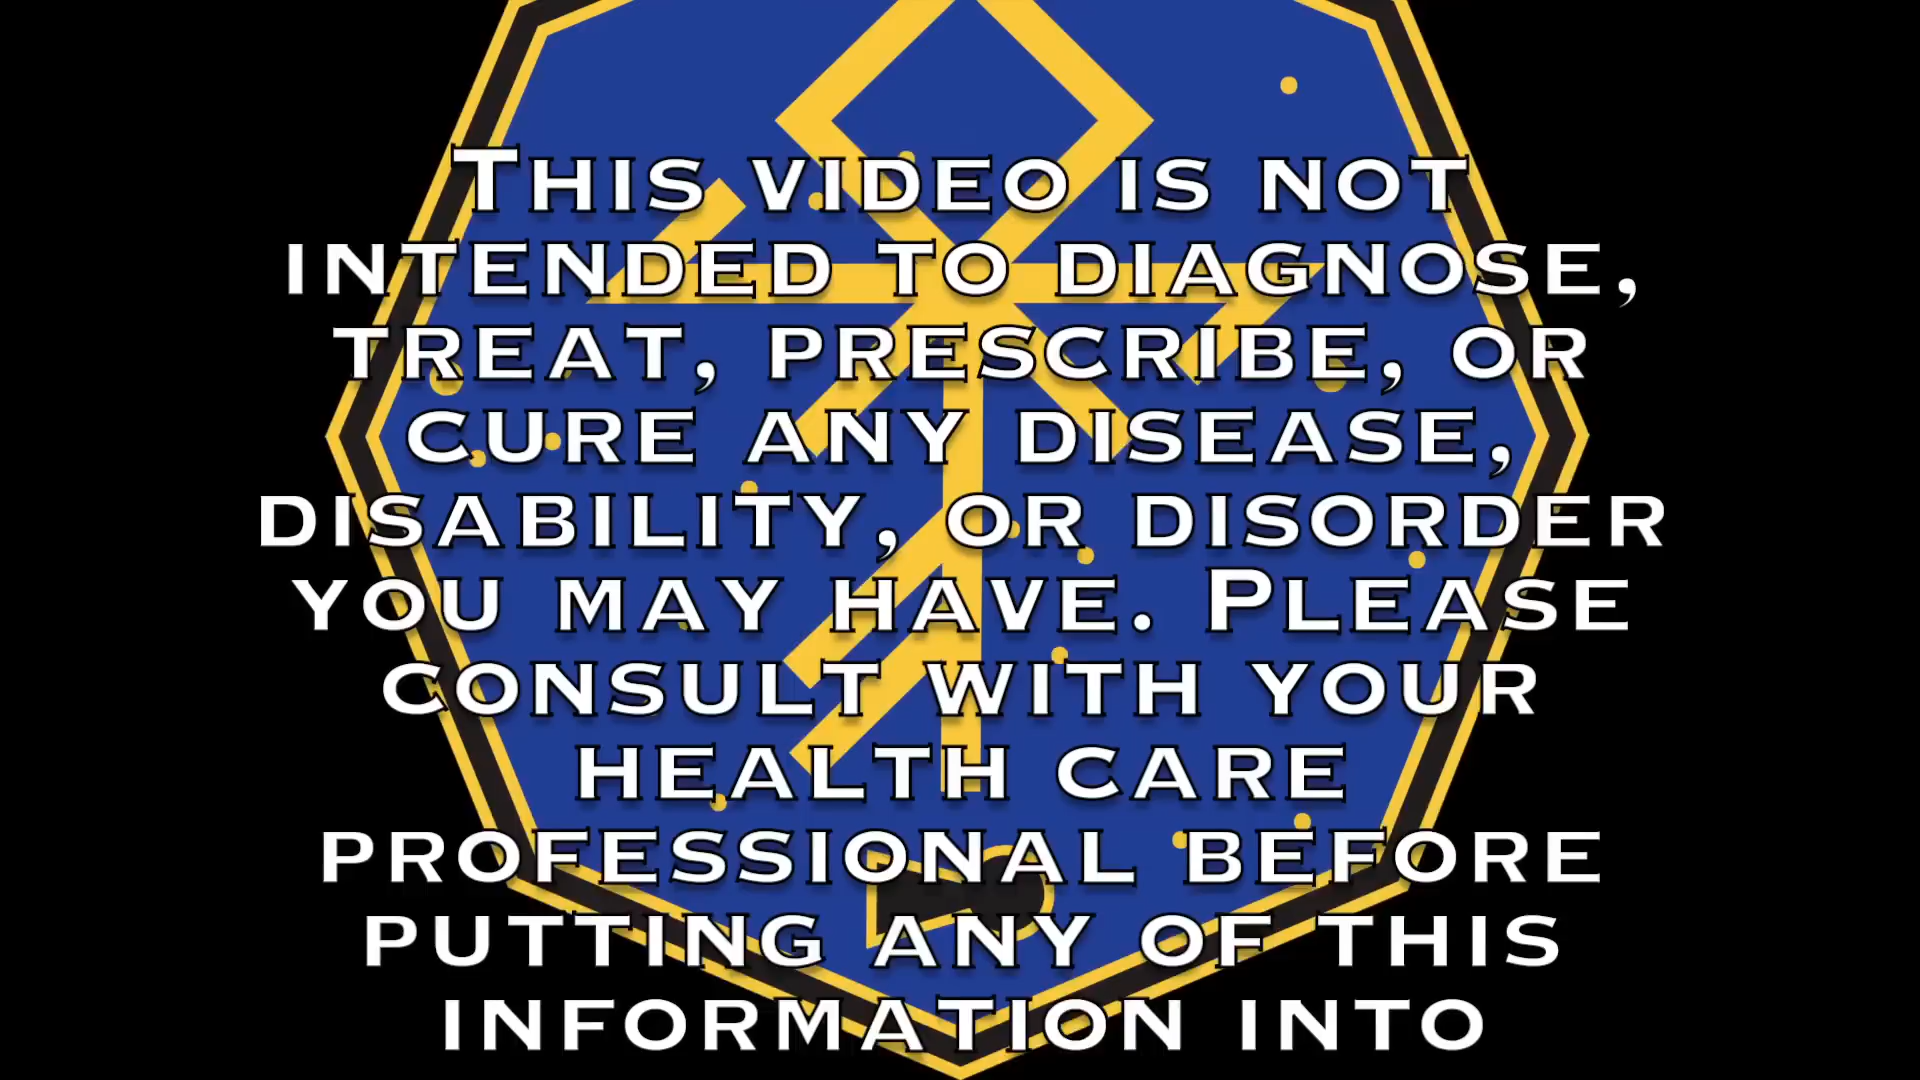 This video is not
intended to diagnose,
treat, prescribe, or
cure any disease,
disability, or disorder
you may have. Please
consult with your
health care
professional before
putting any of this
information into